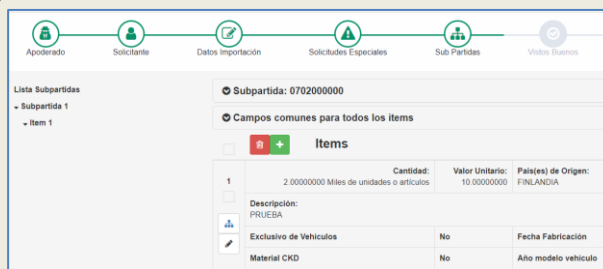 Apoderado Solicitante Datos Importación Solicitudes Especiales Sub Partidas Vistos Buenos
Lista Subpartidas
Subpartida 1
Item 1
Subpartida: 0702000000
Campos comunes para todos los items
Items
1
Cantidad: Valor Unitario: Pais(es) de Origen:
2.00000000 Miles de unidades o artículos 10.00000000 FINLANDIA
Descripción:
PRUEBA
Exclusivo de Vehiculos No Fecha Fabricación
Material CKD No Año modelo vehiculo